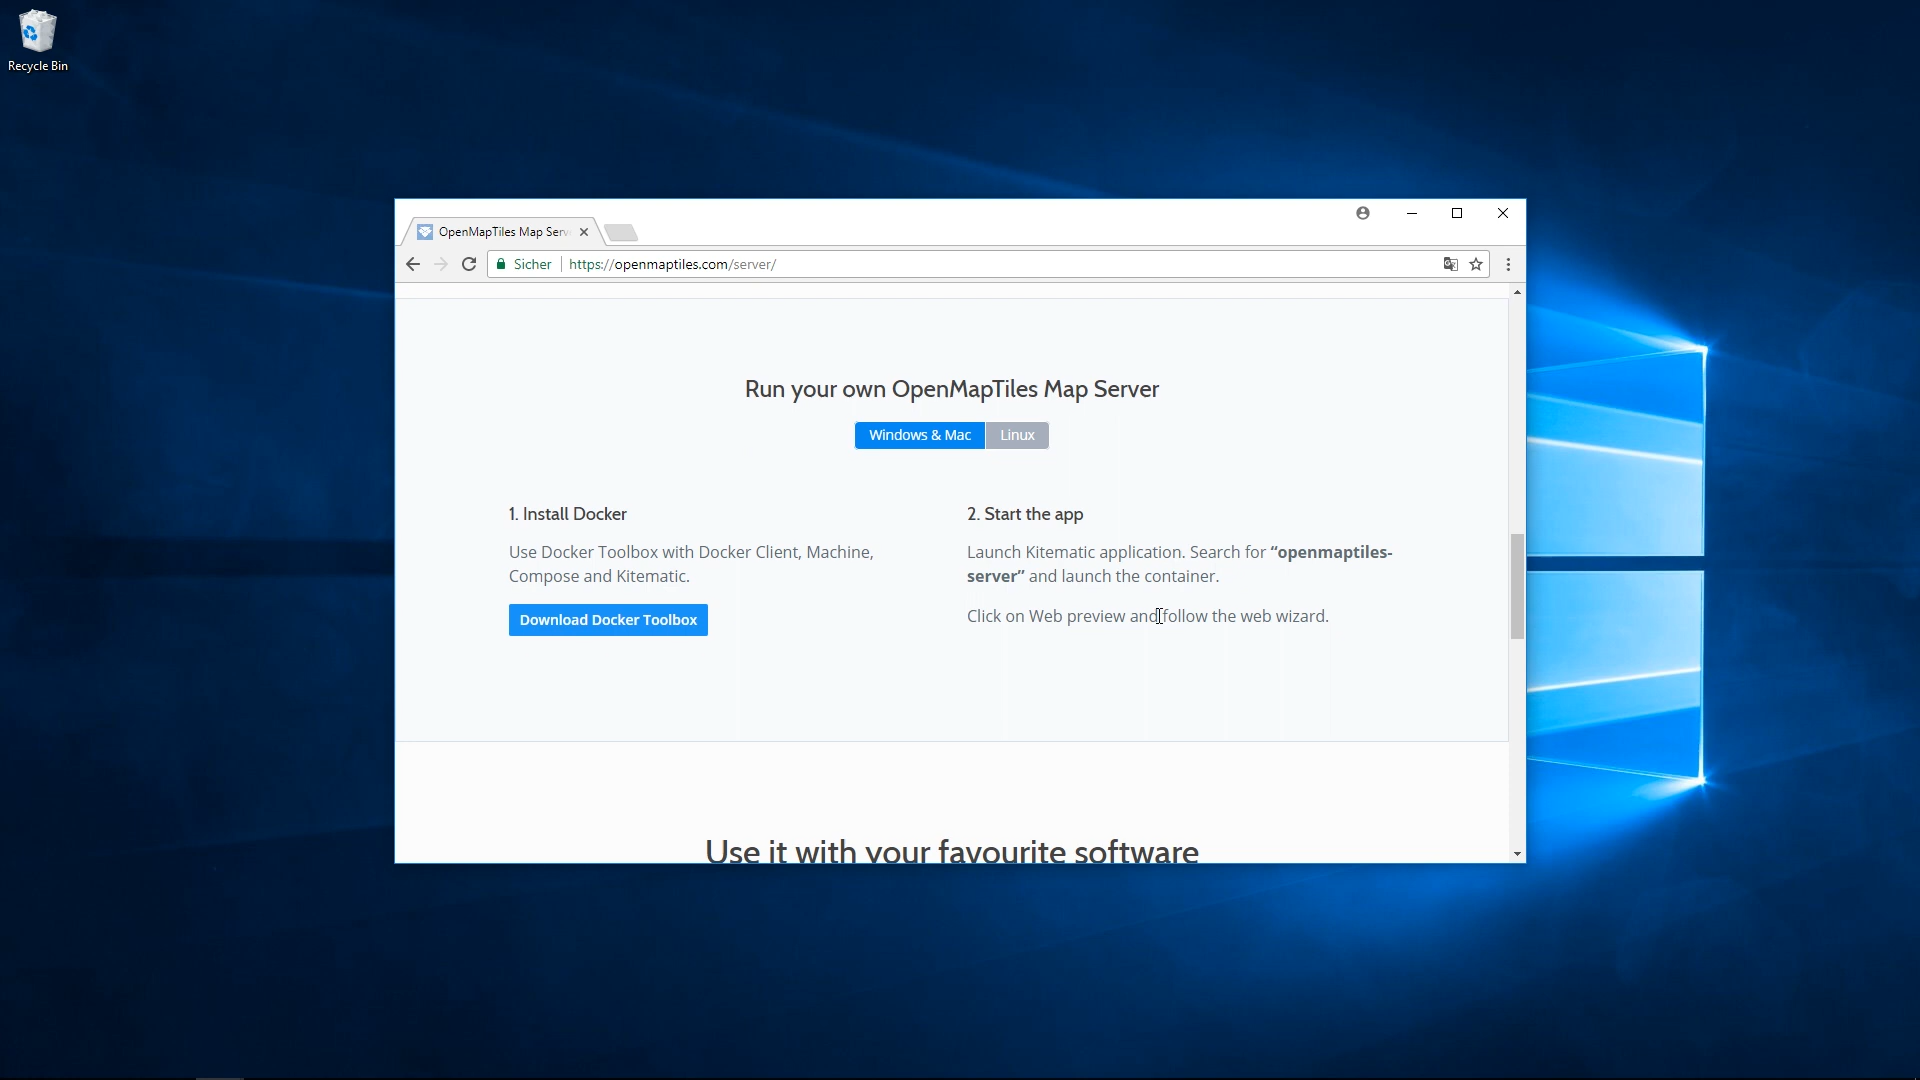 Recycle Bin
OpenMapTiles Map Serv
Sicher
https://openmaptiles.com/server/
Run your own OpenMapTiles Map Server
Windows & Mac
Linux
1. Install Docker
Use Docker Toolbox with Docker Client, Machine,
Compose and Kitematic.
Download Docker Toolbox
2. Start the app
Launch Kitematic application. Search for “openmaptiles-
server” and launch the container.
Click on Web preview and follow the web wizard.
Use it with your favourite software